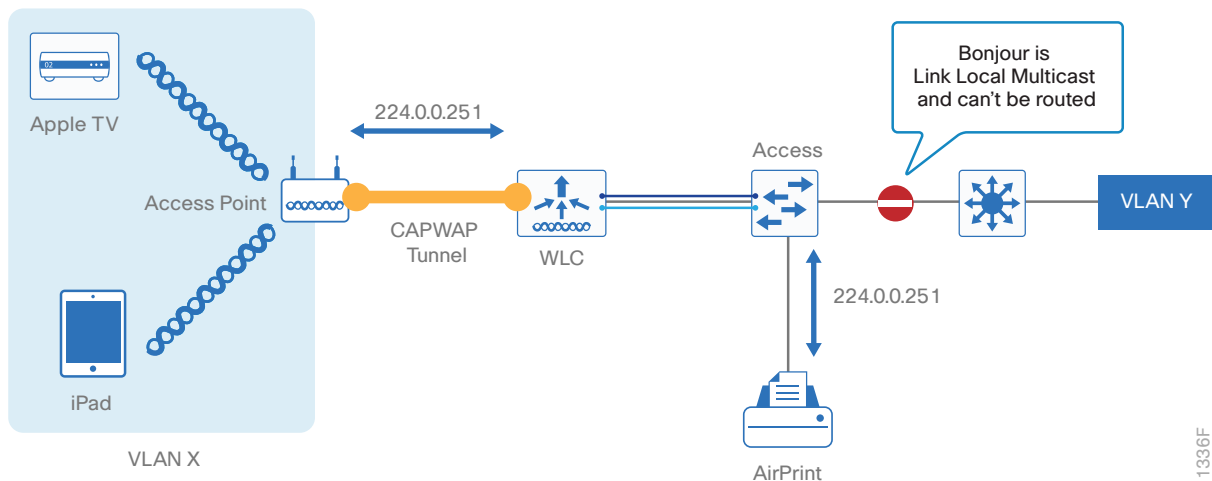 Bonjour is
Link Local Multicast
and can't be routed
02
Apple TV
224.0.0.251
Access
Access Point
VLAN Y
CAPWAP
Tunnel
WLC
224.0.0.251
iPad
VLAN X
AirPrint
1336F